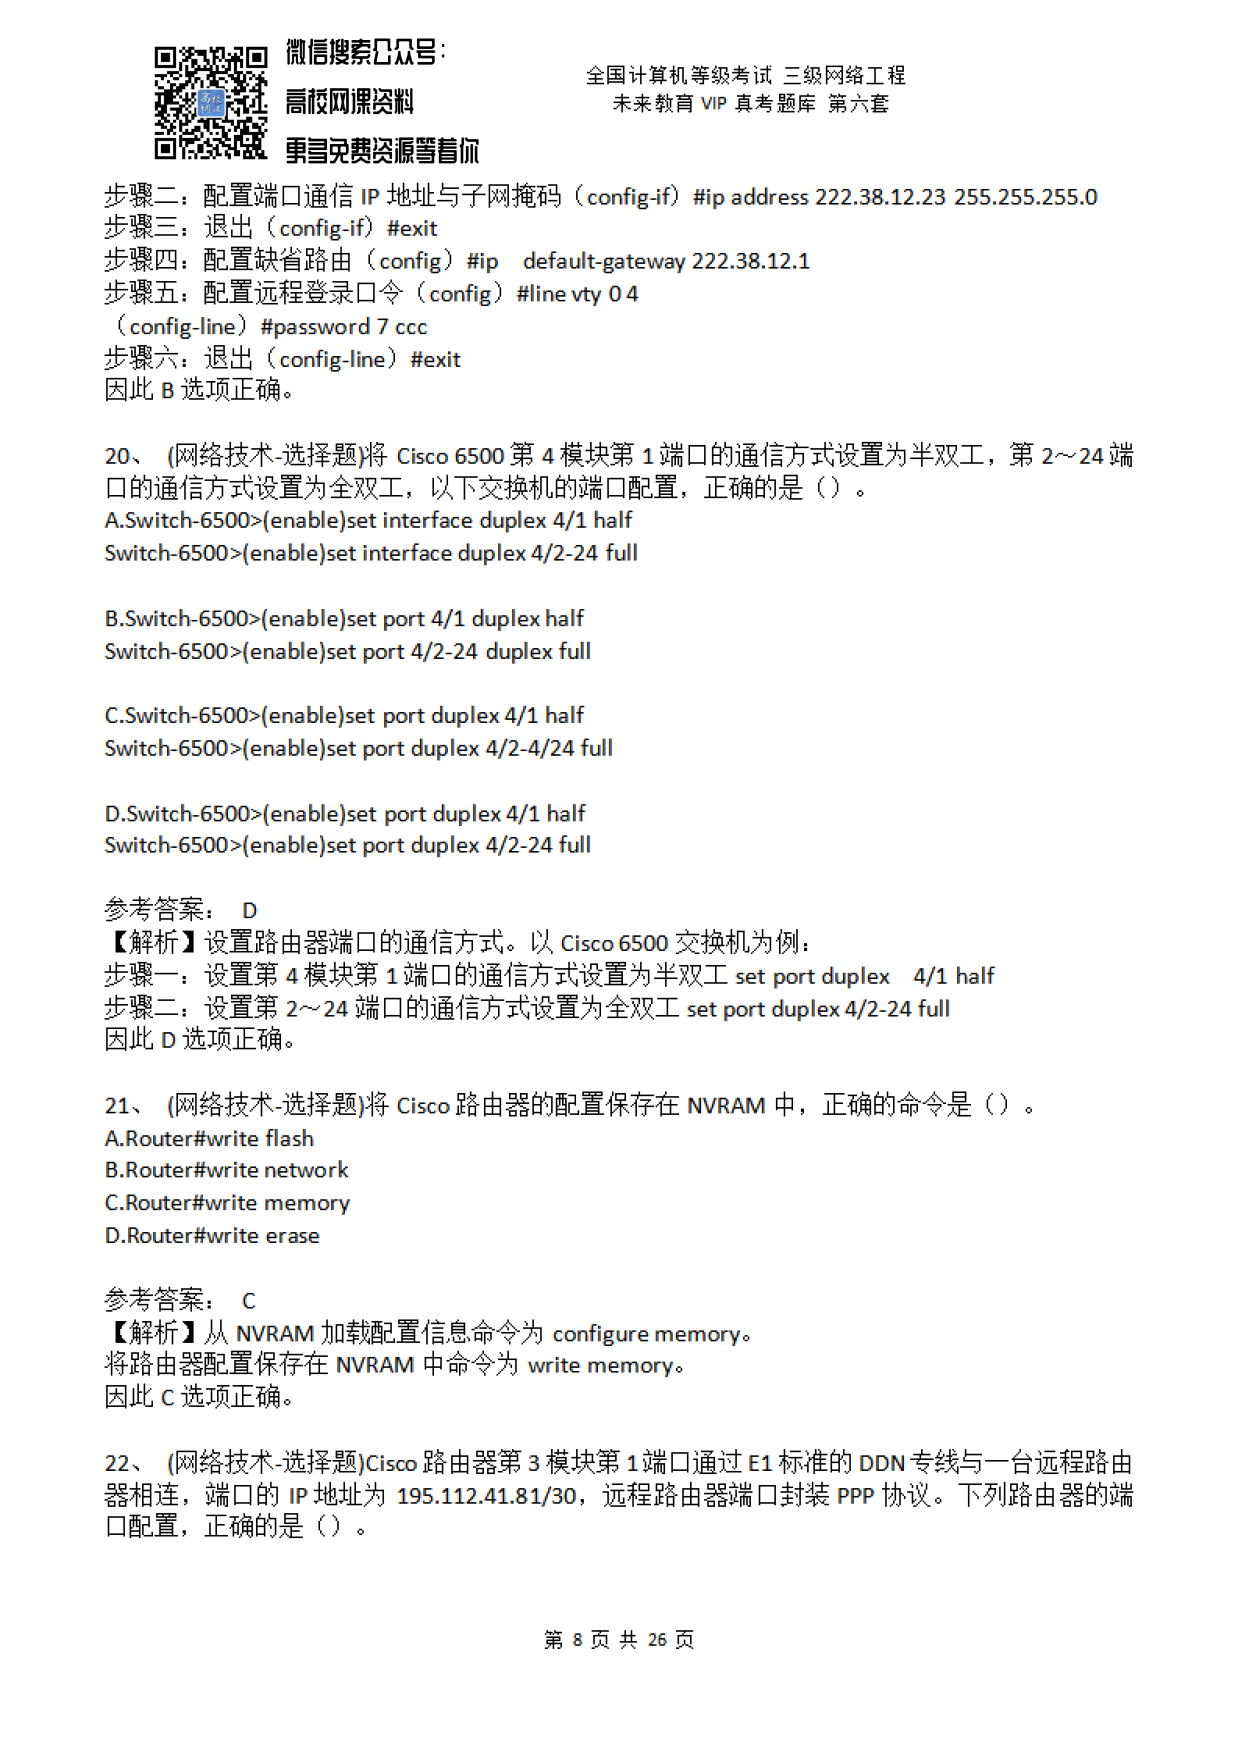 微信搜索公众号：
高校网课资料
更多免费资源等着你
全国计算机等级考试 三级网络工程
未来教育 VIP 真考题库 第六套
步骤二：配置端口通信 IP 地址与子网掩码（config-if）#ip address 222.38.12.23 255.255.255.0
步骤三：退出（config-if）#exit
步骤四：配置缺省路由（config）#ip default-gateway 222.38.12.1
步骤五：配置远程登录口令（config）#line vty 0 4
（config-line）#password 7 ccc
步骤六：退出（config-line）#exit
因此 B 选项正确。
20、 (网络技术-选择题)将 Cisco 6500 第 4 模块第 1 端口的通信方式设置为半双工，第 2～24 端
口的通信方式设置为全双工，以下交换机的端口配置，正确的是（）。
A.Switch-6500>(enable)set interface duplex 4/1 half
Switch-6500>(enable)set interface duplex 4/2-24 full
B.Switch-6500>(enable)set port 4/1 duplex half
Switch-6500>(enable)set port 4/2-24 duplex full
C.Switch-6500>(enable)set port duplex 4/1 half
Switch-6500>(enable)set port duplex 4/2-4/24 full
D.Switch-6500>(enable)set port duplex 4/1 half
Switch-6500>(enable)set port duplex 4/2-24 full
参考答案： D
【解析】设置路由器端口的通信方式。以 Cisco 6500 交换机为例：
步骤一：设置第 4 模块第 1 端口的通信方式设置为半双工 set port duplex 4/1 half
步骤二：设置第 2～24 端口的通信方式设置为全双工 set port duplex 4/2-24 full
因此 D 选项正确。
21、 (网络技术-选择题)将 Cisco 路由器的配置保存在 NVRAM 中，正确的命令是（）。
A.Router#write flash
B.Router#write network
C.Router#write memory
D.Router#write erase
参考答案： C
【解析】从 NVRAM 加载配置信息命令为 configure memory。
将路由器配置保存在 NVRAM 中命令为 write memory。
因此 C 选项正确。
22、 (网络技术-选择题)Cisco 路由器第 3 模块第 1 端口通过 E1 标准的 DDN 专线与一台远程路由
器相连，端口的 IP 地址为 195.112.41.81/30，远程路由器端口封装 PPP 协议。下列路由器的端
口配置，正确的是（）。
第 8 页 共 26 页